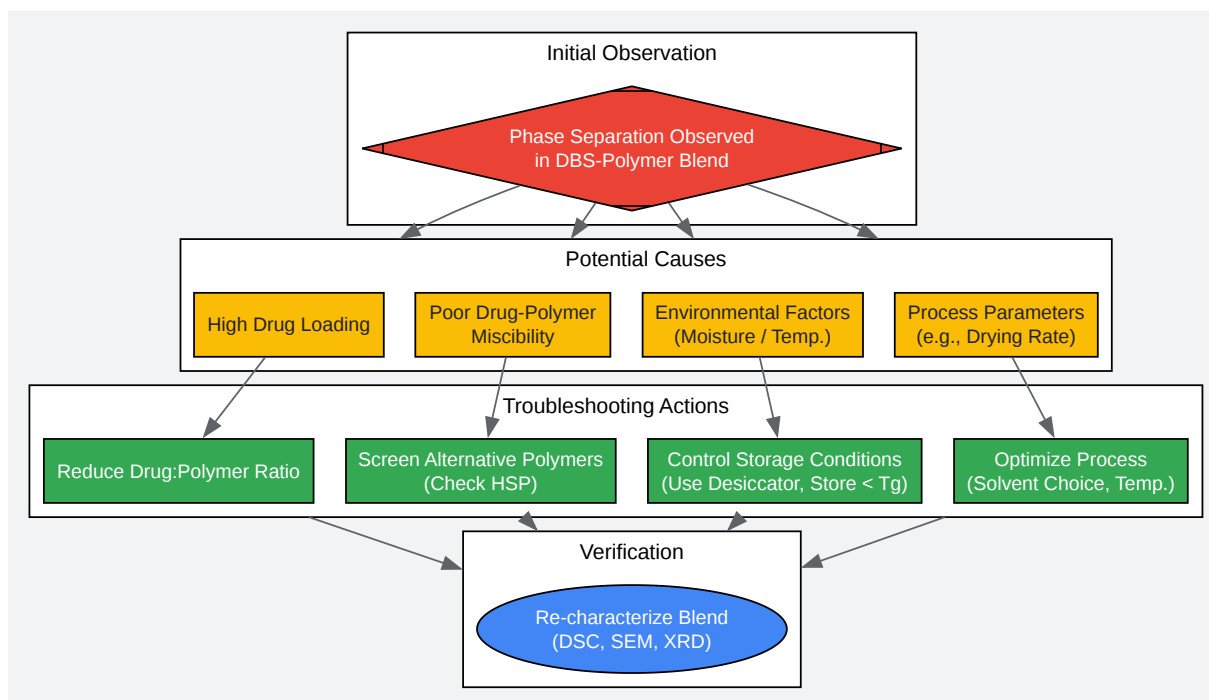 Initial Observation
Phase Separation Observed
in DBS-Polymer Blend
Potential Causes
High Drug Loading
Poor Drug-Polymer
Miscibility
Environmental Factors
(Moisture / Temp.)
Process Parameters
(e.g., Drying Rate)
Troubleshooting Actions
Reduce Drug:Polymer Ratio
Screen Alternative Polymers
(Check HSP)
Control Storage Conditions
(Use Desiccator, Store < Tg)
Optimize Process
(Solvent Choice, Temp.)
Verification
Re-characterize Blend
(DSC, SEM, XRD)